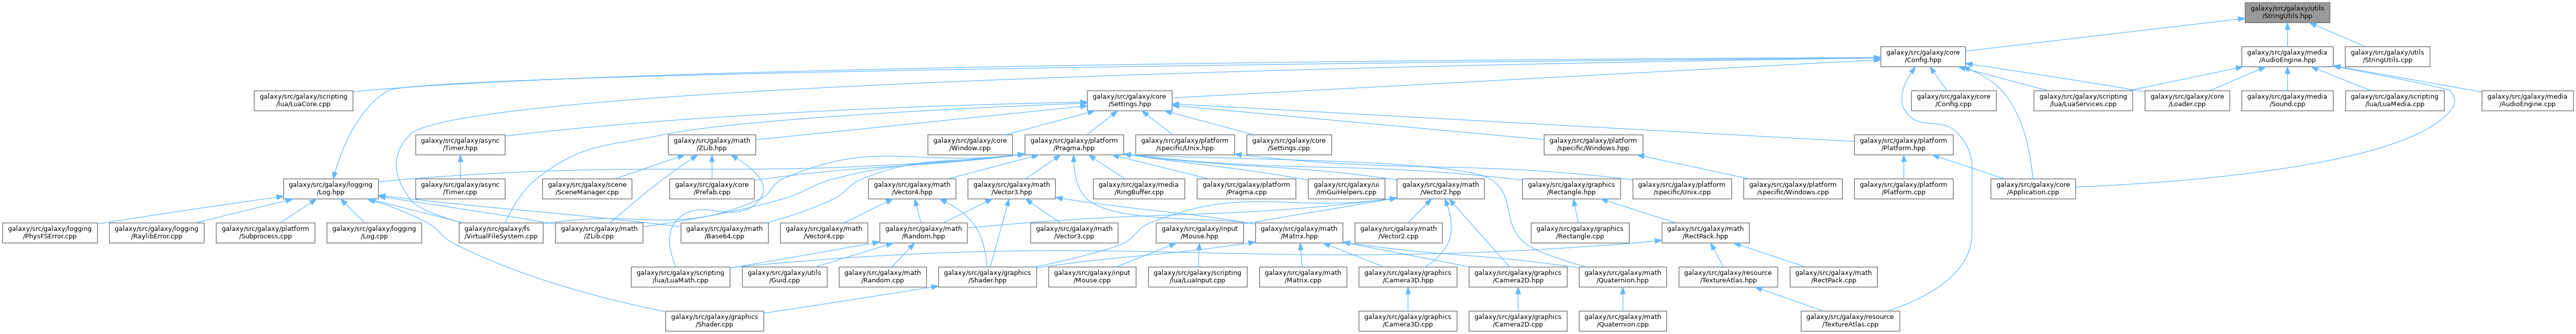 galaxy/src/galaxy/utils
/StringUtils.hpp
galaxy/src/galaxy/core
/Config.hpp
galaxy/src/galaxy/media
/AudioEngine.hpp
galaxy/src/galaxy/utils
/StringUtils.cpp
galaxy/src/galaxy/scripting
/lua/LuaCore.cpp
galaxy/src/galaxy/core
/Settings.hpp
galaxy/src/galaxy/core
/Config.cpp
galaxy/src/galaxy/scripting
/lua/LuaServices.cpp
galaxy/src/galaxy/core
/Loader.cpp
galaxy/src/galaxy/media
/Sound.cpp
galaxy/src/galaxy/scripting
/lua/LuaMedia.cpp
galaxy/src/galaxy/media
/AudioEngine.cpp
galaxy/src/galaxy/async
/Timer.hpp
galaxy/src/galaxy/math
/ZLib.hpp
galaxy/src/galaxy/core
/Window.cpp
galaxy/src/galaxy/platform
/Pragma.hpp
galaxy/src/galaxy/platform
/specific/Unix.hpp
galaxy/src/galaxy/core
/Settings.cpp
galaxy/src/galaxy/platform
/specific/Windows.hpp
galaxy/src/galaxy/platform
/Platform.hpp
galaxy/src/galaxy/logging
/Log.hpp
galaxy/src/galaxy/async
/Timer.cpp
galaxy/src/galaxy/scene
/SceneManager.cpp
galaxy/src/galaxy/core
/Prefab.cpp
galaxy/src/galaxy/math
/Vector4.hpp
galaxy/src/galaxy/math
/Vector3.hpp
galaxy/src/galaxy/media
/RingBuffer.cpp
galaxy/src/galaxy/platform
/Pragma.cpp
galaxy/src/galaxy/ui
/ImGuiHelpers.cpp
galaxy/src/galaxy/math
/Vector2.hpp
galaxy/src/galaxy/graphics
/Rectangle.hpp
galaxy/src/galaxy/platform
/specific/Unix.cpp
galaxy/src/galaxy/platform
/specific/Windows.cpp
galaxy/src/galaxy/platform
/Platform.cpp
galaxy/src/galaxy/core
/Application.cpp
galaxy/src/galaxy/logging
/PhysFSError.cpp
galaxy/src/galaxy/logging
/RaylibError.cpp
galaxy/src/galaxy/platform
/Subprocess.cpp
galaxy/src/galaxy/logging
/Log.cpp
galaxy/src/galaxy/fs
/VirtualFileSystem.cpp
galaxy/src/galaxy/math
/ZLib.cpp
galaxy/src/galaxy/math
/Base64.cpp
galaxy/src/galaxy/math
/Vector4.cpp
galaxy/src/galaxy/math
/Random.hpp
galaxy/src/galaxy/math
/Vector3.cpp
galaxy/src/galaxy/input
/Mouse.hpp
galaxy/src/galaxy/math
/Matrix.hpp
galaxy/src/galaxy/math
/Vector2.cpp
galaxy/src/galaxy/graphics
/Rectangle.cpp
galaxy/src/galaxy/math
/RectPack.hpp
galaxy/src/galaxy/scripting
/lua/LuaMath.cpp
galaxy/src/galaxy/utils
/Guid.cpp
galaxy/src/galaxy/math
/Random.cpp
galaxy/src/galaxy/graphics
/Shader.hpp
galaxy/src/galaxy/input
/Mouse.cpp
galaxy/src/galaxy/scripting
/lua/LuaInput.cpp
galaxy/src/galaxy/math
/Matrix.cpp
galaxy/src/galaxy/graphics
/Camera3D.hpp
galaxy/src/galaxy/graphics
/Camera2D.hpp
galaxy/src/galaxy/math
/Quaternion.hpp
galaxy/src/galaxy/resource
/TextureAtlas.hpp
galaxy/src/galaxy/math
/RectPack.cpp
galaxy/src/galaxy/graphics
/Shader.cpp
galaxy/src/galaxy/graphics
/Camera3D.cpp
galaxy/src/galaxy/graphics
/Camera2D.cpp
galaxy/src/galaxy/math
/Quaternion.cpp
galaxy/src/galaxy/resource
/TextureAtlas.cpp